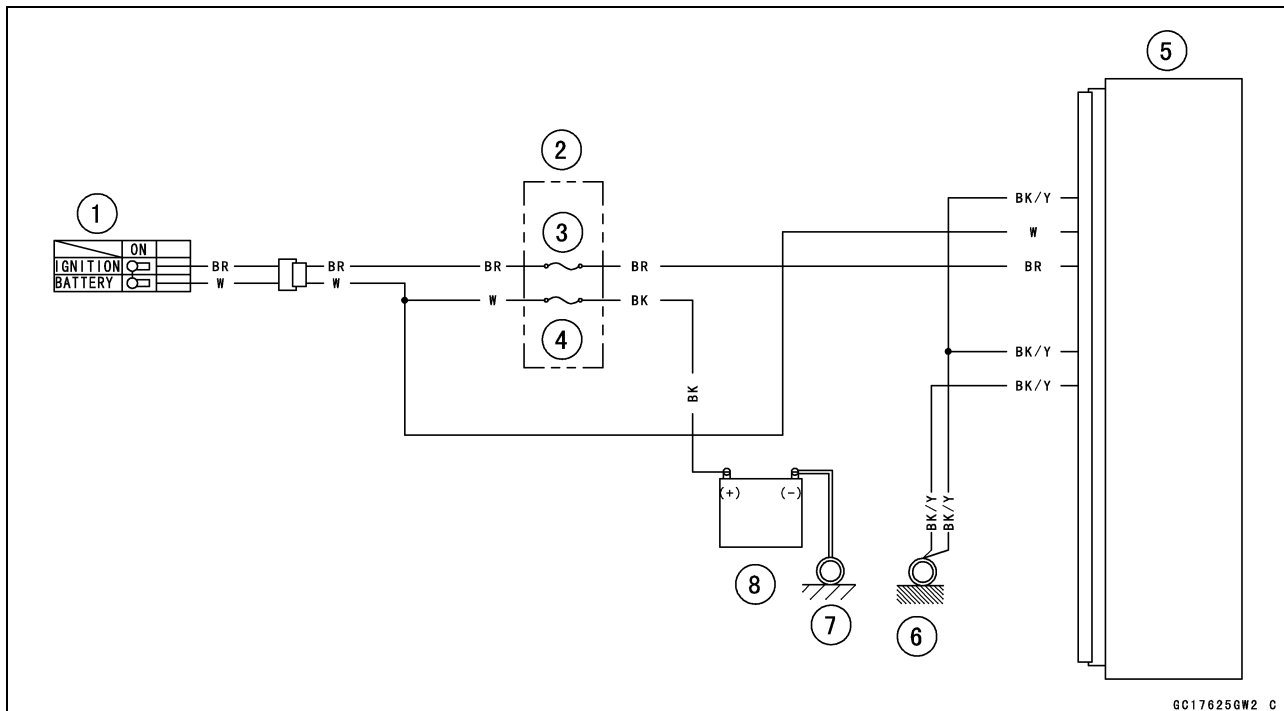 5
2
BK/Y
1
3
W
ON
IGNITION BR BR BR BR BR
BATTERY W W
W BK
4
BK/Y
BK/Y
BK
(+) (-)
BK/Y
BK/Y
8
7
6
GC17625GW2 C